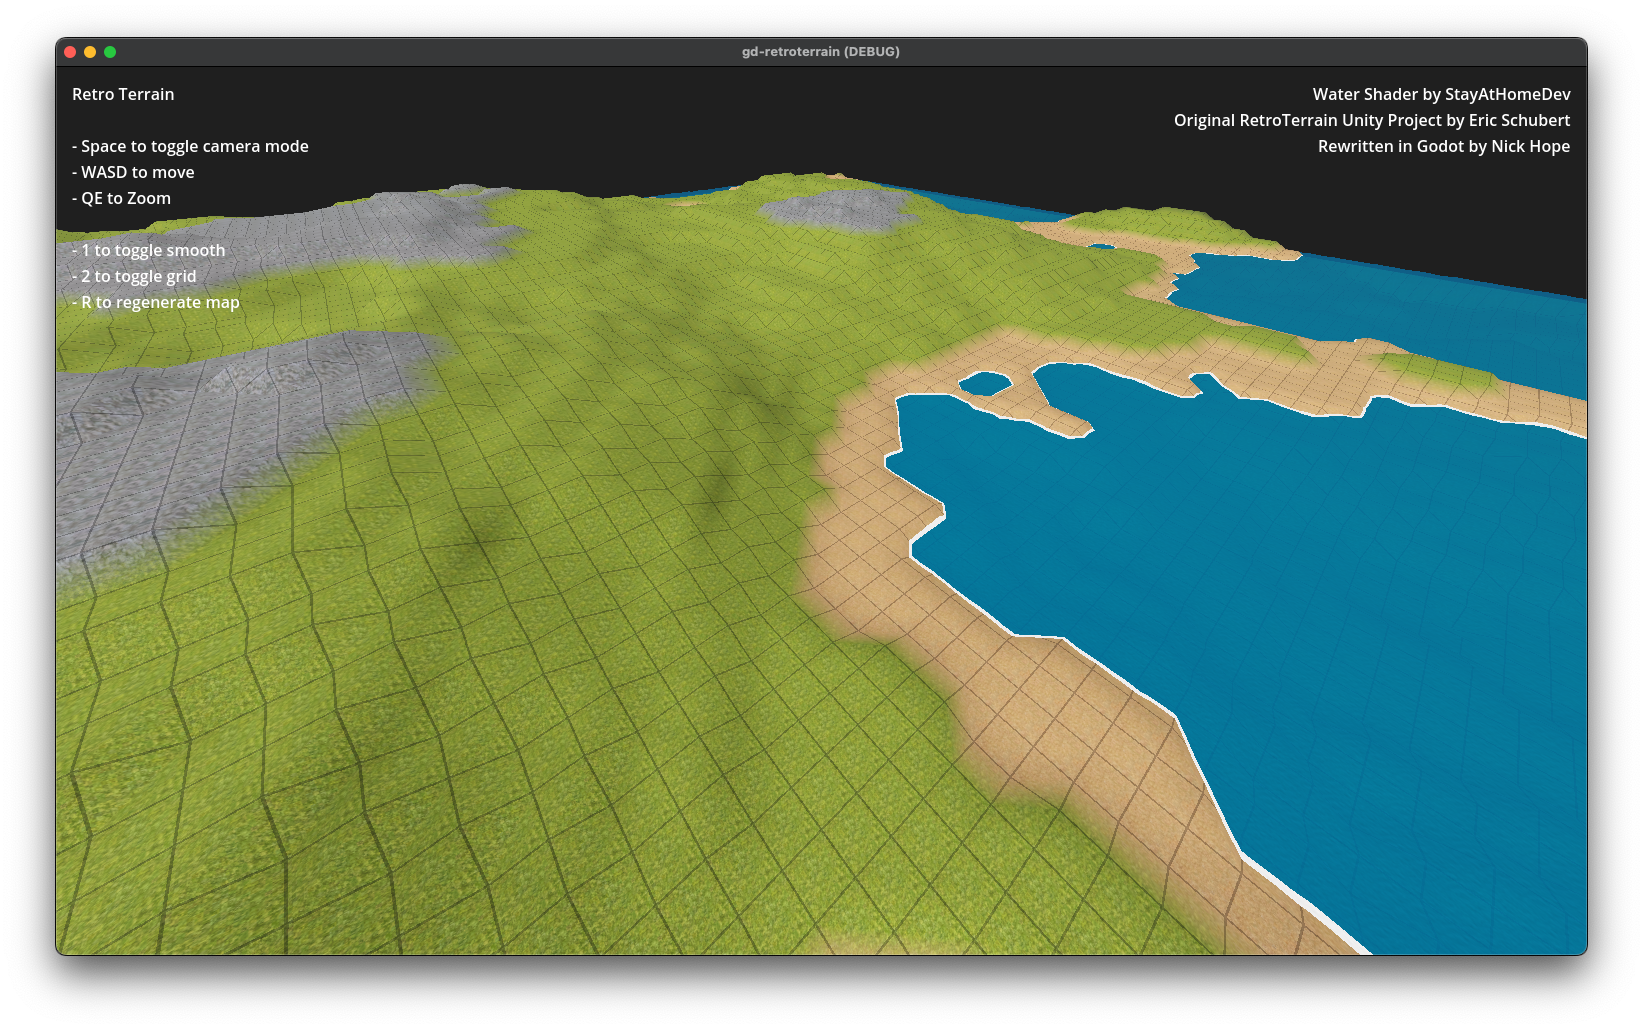 gd-retroterrain (DEBUG)
Retro Terrain
- Space to toggle camera mode
- WASD to move
- QE to Zoom
- 1 to toggle smooth
- 2 to toggle grid
- R to regenerate map
Water Shader by StayAtHomeDev
Original RetroTerrain Unity Project by Eric Schubert
Rewritten in Godot by Nick Hope